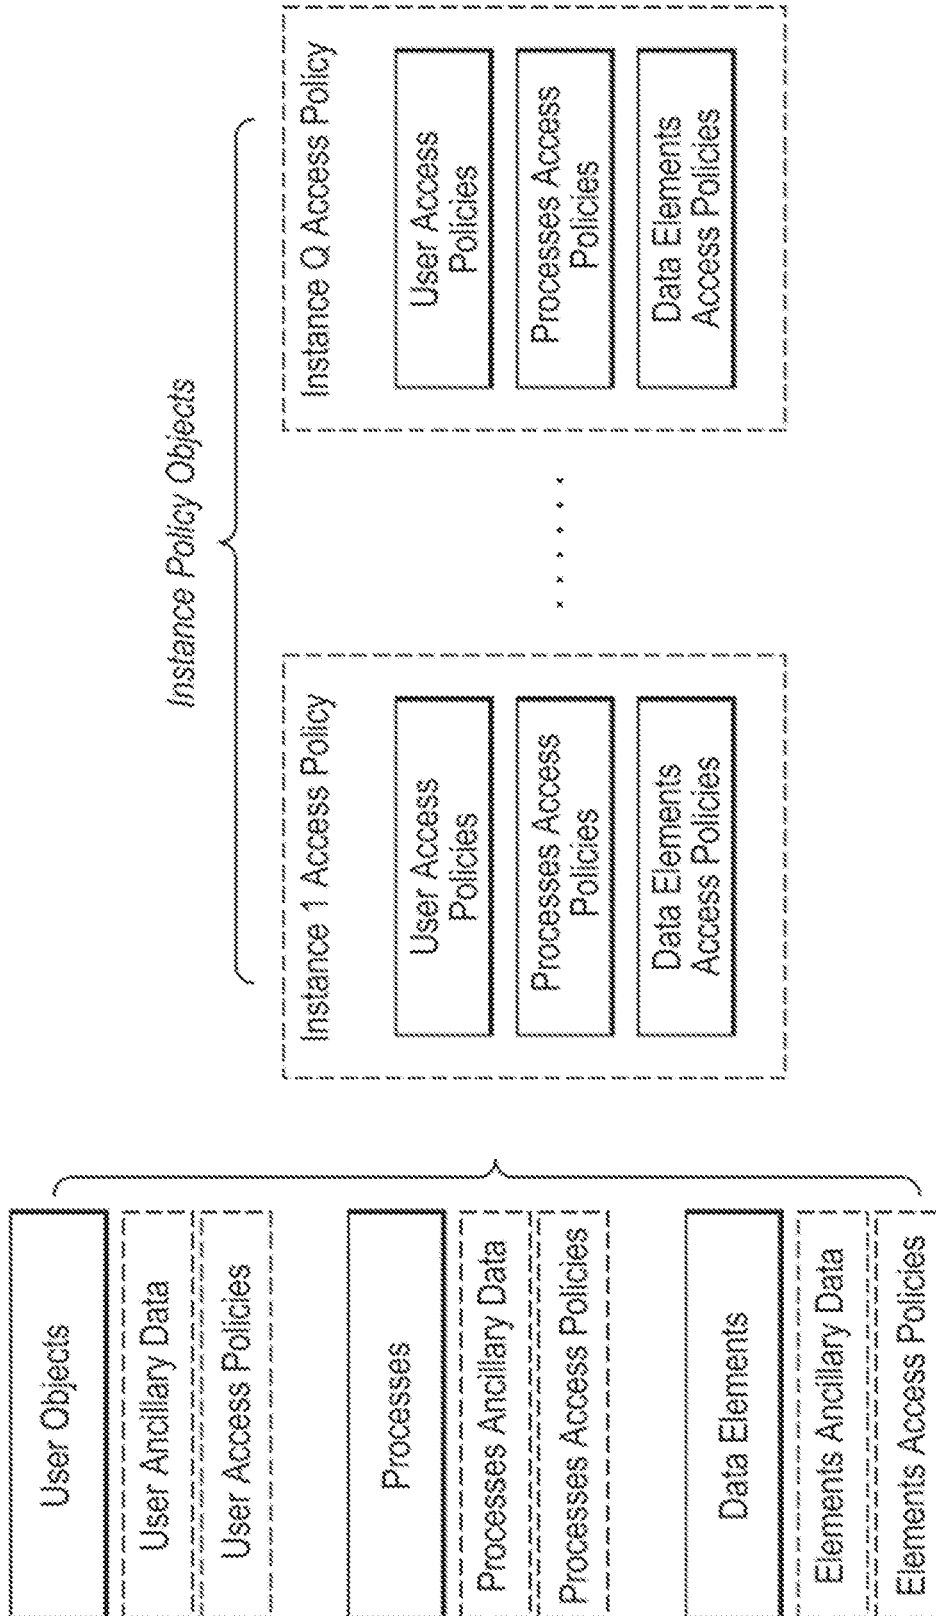 User Objects
User Ancillary Data
User Access Policies
Processes
Processes Ancillary Data
Processes Access Policies
Data Elements
Elements Ancillary Data
Elements Access Policies
Instance Policy Objects
Instance 1 Access Policy
User Access
Policies
Processes Access
Policies
Data Elements
Access Policies
Instance Q Access Policy
User Access
Policies
Processes Access
Policies
Data Elements
Access Policies